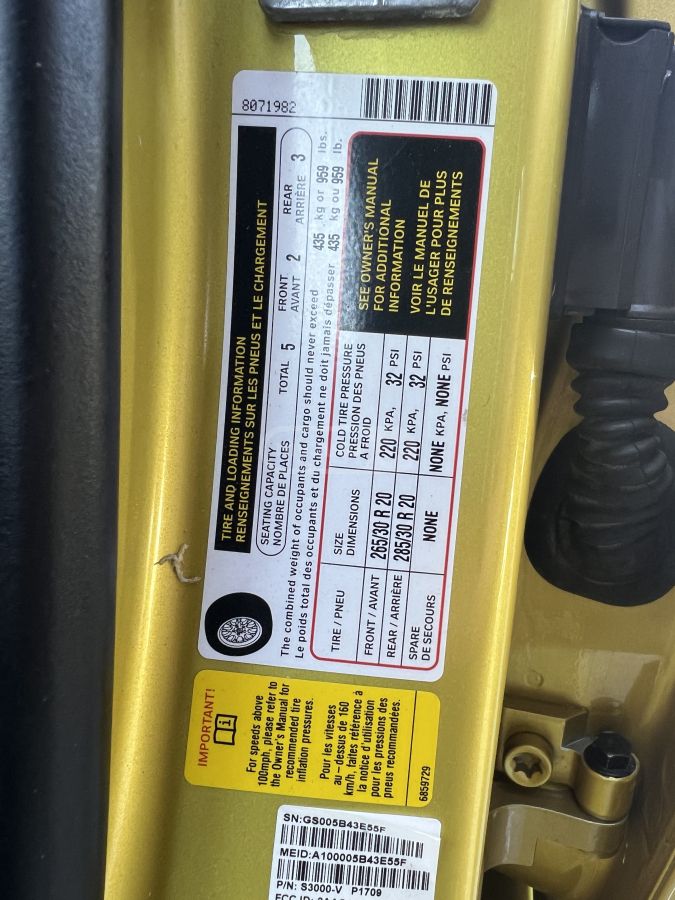 8071982
TIRE AND LOADING INFORMATION
RENSEIGNEMENTS SUR LES PNEUS ET LE CHARGEMENT
SEATING CAPACITY TOTAL 5 FRONT 2 REAR 3
NOMBRE DE PLACES AVANT ARRIÈRE
The combined weight of occupants and cargo should never exceed 435 kg or 959 lbs.
Le poids total des occupants et du chargement ne doit jamais dépasser 435 kg ou 959 lb.
TIRE / PNEU SIZE COLD TIRE PRESSURE
DIMENSIONS PRESSION DES PNEUS
A FROID
FRONT / AVANT 265/30 R 20 220 KPA, 32 PSI
REAR / ARRIÈRE 285/30 R 20 220 KPA, 32 PSI
SPARE NONE NONE KPA, NONE PSI
DE SECOURS
SEE OWNER'S MANUAL
FOR ADDITIONAL
INFORMATION
VOIR LE MANUEL DE
L'USAGER POUR PLUS
DE RENSEIGNEMENTS
IMPORTANT!
i
For speeds above
100mph, please refer to
the Owner's Manual for
recommended tire
inflation pressures.
Pour les vitesses
au-dessus de 160
km/h, faites référence à
la notice d'utilisation
pour les pressions des
pneus recommandées.
6859729
SN:GS005B43E55F
MEID:A100005B43E55F
P/N: S3000-V P1709
FCC ID: